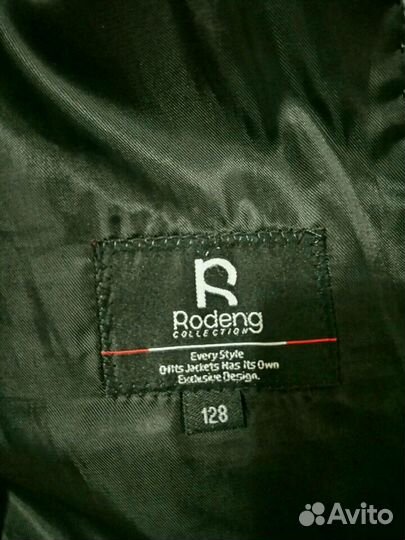 R
Rodeng
COLLECTION
Every Style
Of Its Jackets Has Its Own
Exclusive Design.
128
Avito